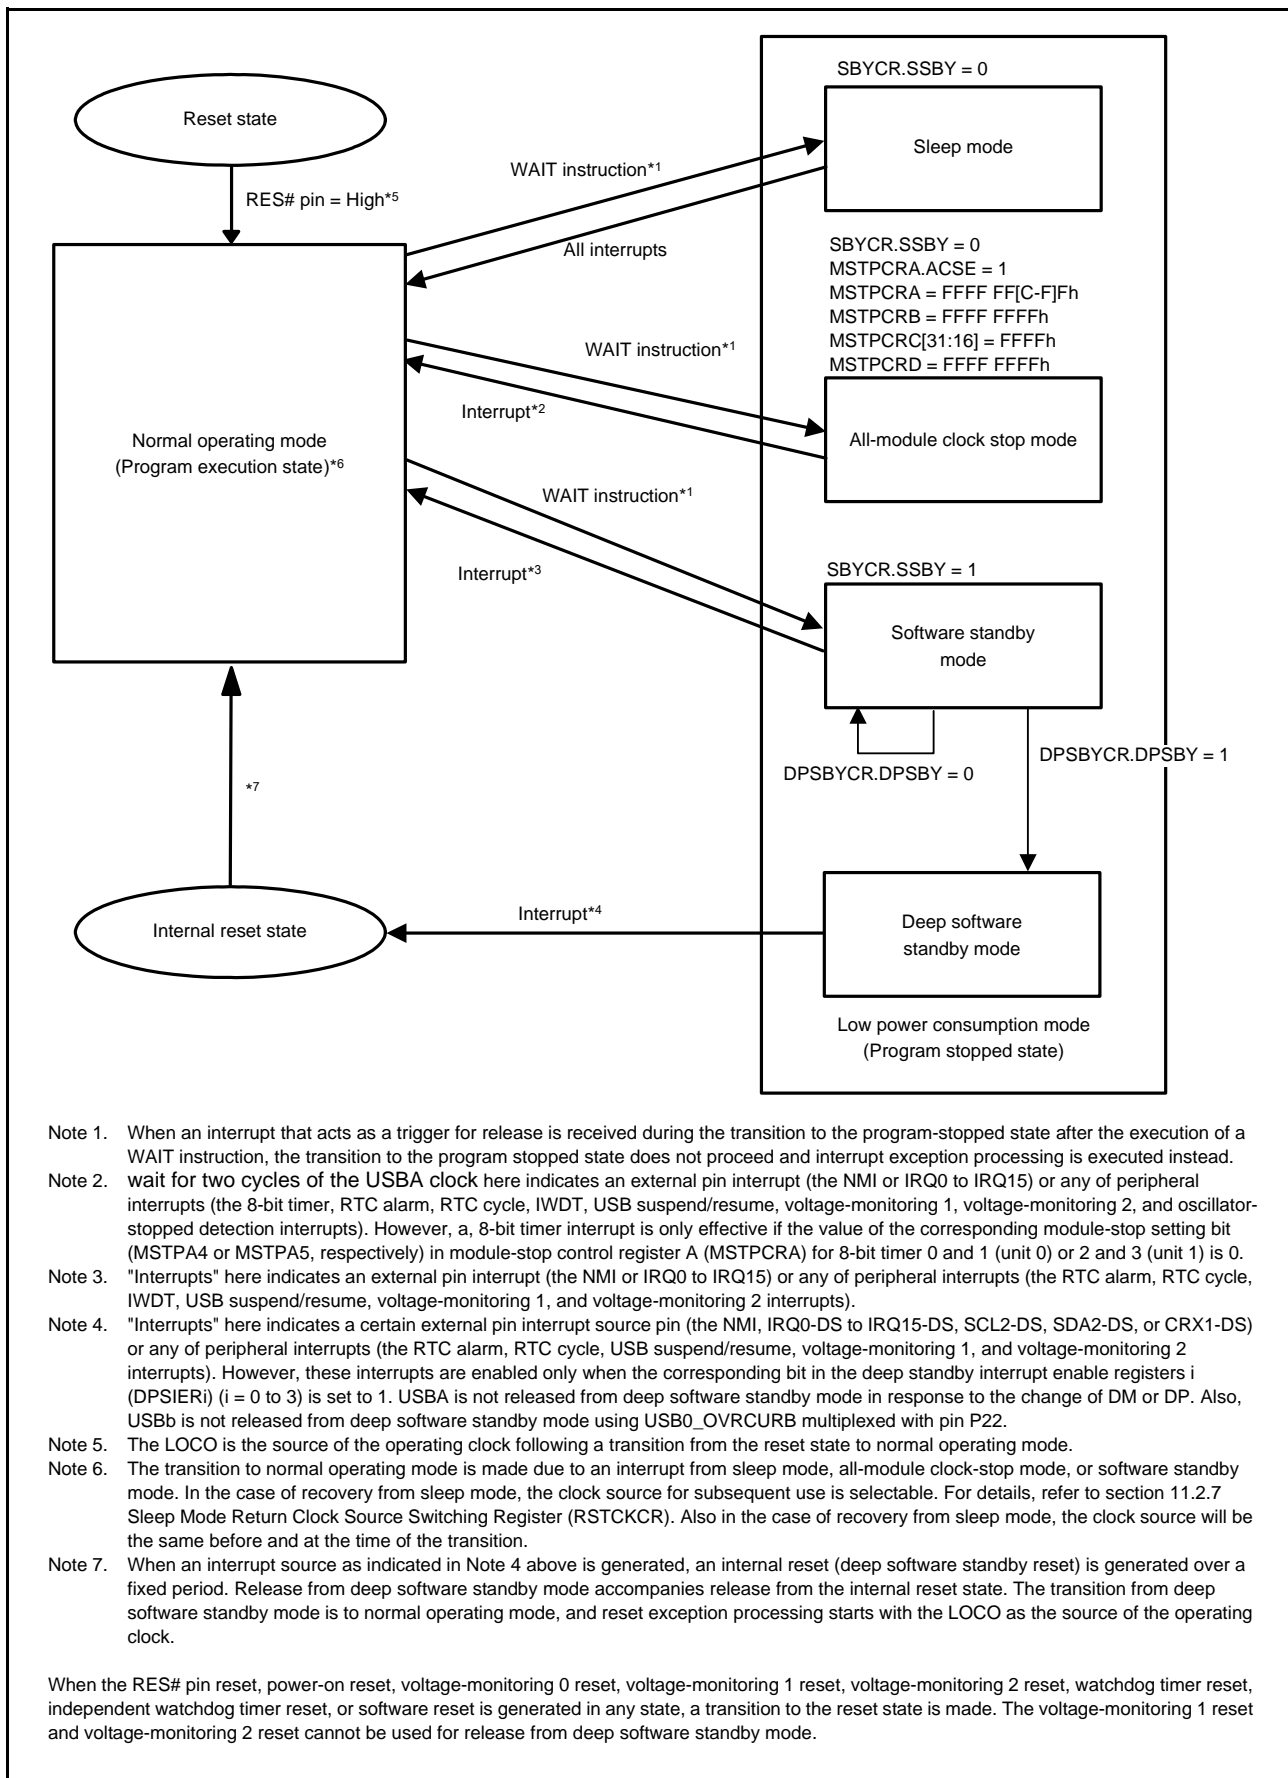 SBYCR.SSBY = 0
Reset state
Sleep mode
WAIT instruction*1
RES# pin = High*5
All interrupts
SBYCR.SSBY = 0
MSTPCRA.ACSE = 1
MSTPCRA = FFFF FF[C-F]Fh
MSTPCRB = FFFF FFFFh
MSTPCRC[31:16] = FFFFh
MSTPCRD = FFFF FFFFh
WAIT instruction*1
Interrupt*2
All-module clock stop mode
Normal operating mode
(Program execution state)*6
WAIT instruction*1
Interrupt*3
SBYCR.SSBY = 1
Software standby
mode
DPSBYCR.DPSBY = 1
DPSBYCR.DPSBY = 0
*7
Interrupt*4
Internal reset state
Deep software
standby mode
Low power consumption mode
(Program stopped state)
Note 1. When an interrupt that acts as a trigger for release is received during the transition to the program-stopped state after the execution of a
WAIT instruction, the transition to the program stopped state does not proceed and interrupt exception processing is executed instead.
Note 2. wait for two cycles of the USBA clock here indicates an external pin interrupt (the NMI or IRQ0 to IRQ15) or any of peripheral
interrupts (the 8-bit timer, RTC alarm, RTC cycle, IWDT, USB suspend/resume, voltage-monitoring 1, voltage-monitoring 2, and oscillator-
stopped detection interrupts). However, a, 8-bit timer interrupt is only effective if the value of the corresponding module-stop setting bit
(MSTPA4 or MSTPA5, respectively) in module-stop control register A (MSTPCRA) for 8-bit timer 0 and 1 (unit 0) or 2 and 3 (unit 1) is 0.
Note 3. "Interrupts" here indicates an external pin interrupt (the NMI or IRQ0 to IRQ15) or any of peripheral interrupts (the RTC alarm, RTC cycle,
IWDT, USB suspend/resume, voltage-monitoring 1, and voltage-monitoring 2 interrupts).
Note 4. "Interrupts" here indicates a certain external pin interrupt source pin (the NMI, IRQ0-DS to IRQ15-DS, SCL2-DS, SDA2-DS, or CRX1-DS)
or any of peripheral interrupts (the RTC alarm, RTC cycle, USB suspend/resume, voltage-monitoring 1, and voltage-monitoring 2
interrupts). However, these interrupts are enabled only when the corresponding bit in the deep standby interrupt enable registers i
(DPSIERi) (i = 0 to 3) is set to 1. USBA is not released from deep software standby mode in response to the change of DM or DP. Also,
USBb is not released from deep software standby mode using USB0_OVRCURB multiplexed with pin P22.
Note 5. The LOCO is the source of the operating clock following a transition from the reset state to normal operating mode.
Note 6. The transition to normal operating mode is made due to an interrupt from sleep mode, all-module clock-stop mode, or software standby
mode. In the case of recovery from sleep mode, the clock source for subsequent use is selectable. For details, refer to section 11.2.7
Sleep Mode Return Clock Source Switching Register (RSTCKCR). Also in the case of recovery from sleep mode, the clock source will be
the same before and at the time of the transition.
Note 7. When an interrupt source as indicated in Note 4 above is generated, an internal reset (deep software standby reset) is generated over a
fixed period. Release from deep software standby mode accompanies release from the internal reset state. The transition from deep
software standby mode is to normal operating mode, and reset exception processing starts with the LOCO as the source of the operating
clock.
When the RES# pin reset, power-on reset, voltage-monitoring 0 reset, voltage-monitoring 1 reset, voltage-monitoring 2 reset, watchdog timer reset,
independent watchdog timer reset, or software reset is generated in any state, a transition to the reset state is made. The voltage-monitoring 1 reset
and voltage-monitoring 2 reset cannot be used for release from deep software standby mode.